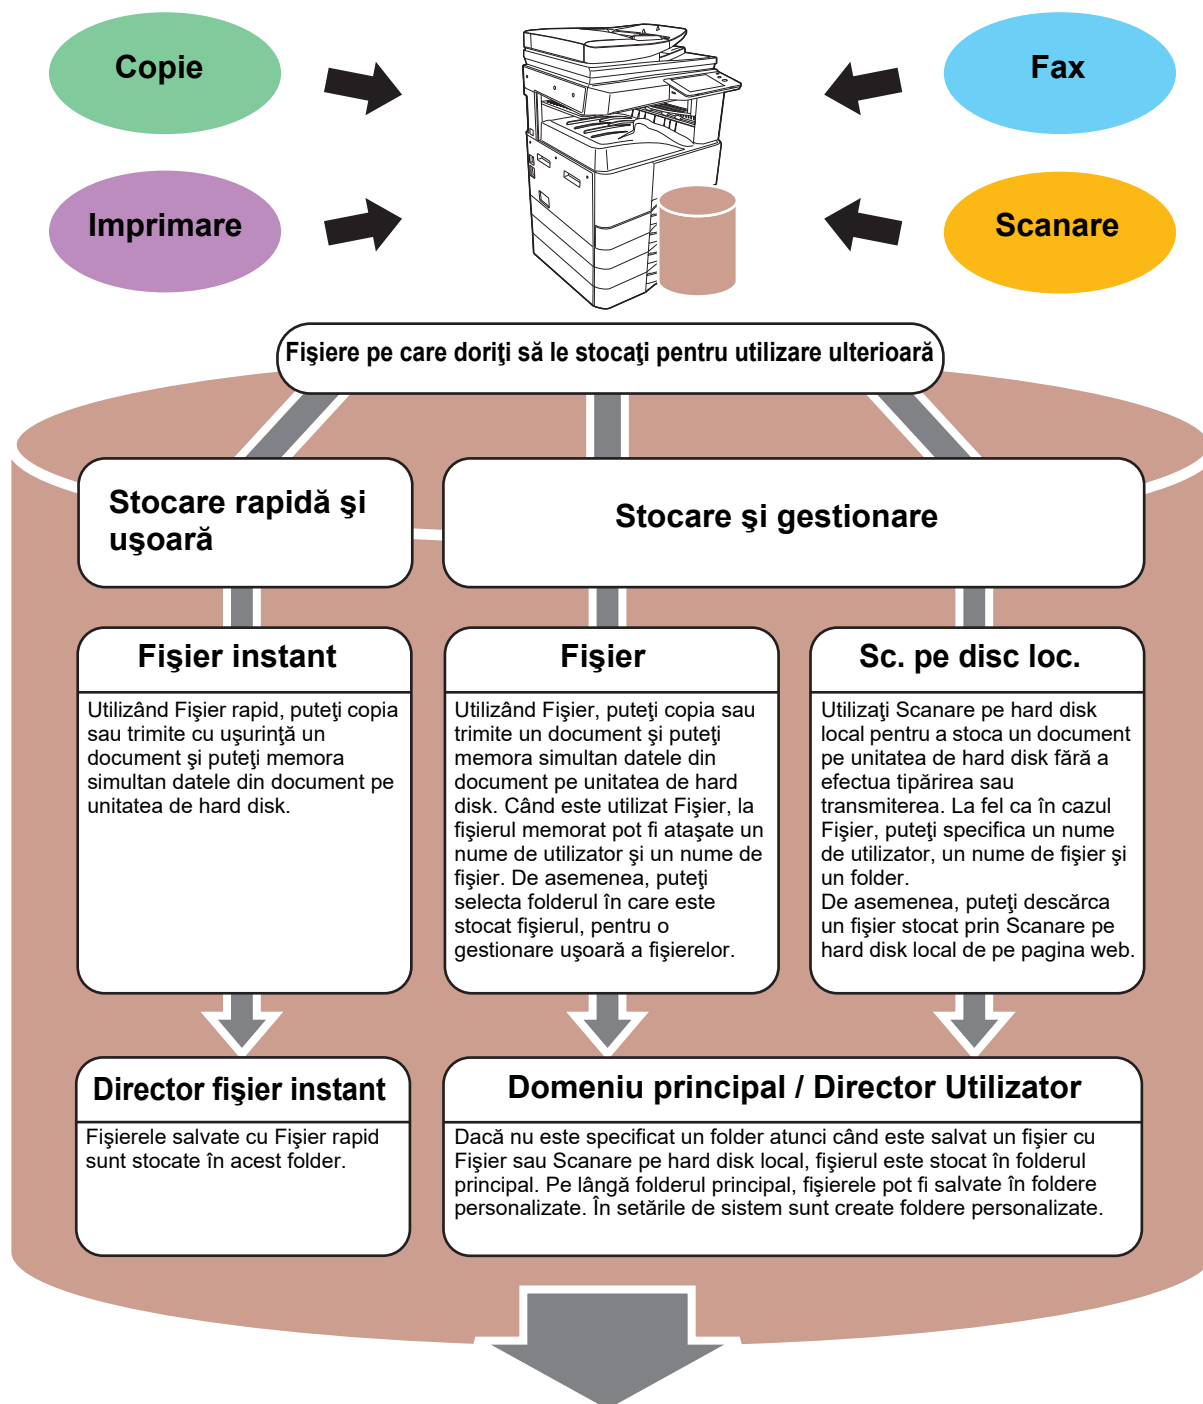 Copie
Fax
Imprimare
Scanare
Fişiere pe care doriţi să le stocaţi pentru utilizare ulterioară
Stocare rapidă şi
uşoară
Stocare şi gestionare
Fişier instant
Utilizând Fişier rapid, puteţi copia
sau trimite cu uşurinţă un
document şi puteţi memora
simultan datele din document pe
unitatea de hard disk.
Fişier
Utilizând Fişier, puteţi copia sau
trimite un document şi puteţi
memora simultan datele din
document pe unitatea de hard
disk. Când este utilizat Fişier, la
fişierul memorat pot fi ataşate un
nume de utilizator şi un nume de
fişier. De asemenea, puteţi
selecta folderul în care este
stocat fişierul, pentru o
gestionare uşoară a fişierelor.
Sc. pe disc loc.
Utilizaţi Scanare pe hard disk
local pentru a stoca un document
pe unitatea de hard disk fără a
efectua tipărirea sau
transmiterea. La fel ca în cazul
Fişier, puteţi specifica un nume
de utilizator, un nume de fişier şi
un folder.
De asemenea, puteţi descărca
un fişier stocat prin Scanare pe
hard disk local de pe pagina web.
Director fişier instant
Fişierele salvate cu Fişier rapid
sunt stocate în acest folder.
Domeniu principal / Director Utilizator
Dacă nu este specificat un folder atunci când este salvat un fişier cu
Fişier sau Scanare pe hard disk local, fişierul este stocat în folderul
principal. Pe lângă folderul principal, fişierele pot fi salvate în foldere
personalizate. În setările de sistem sunt create foldere personalizate.